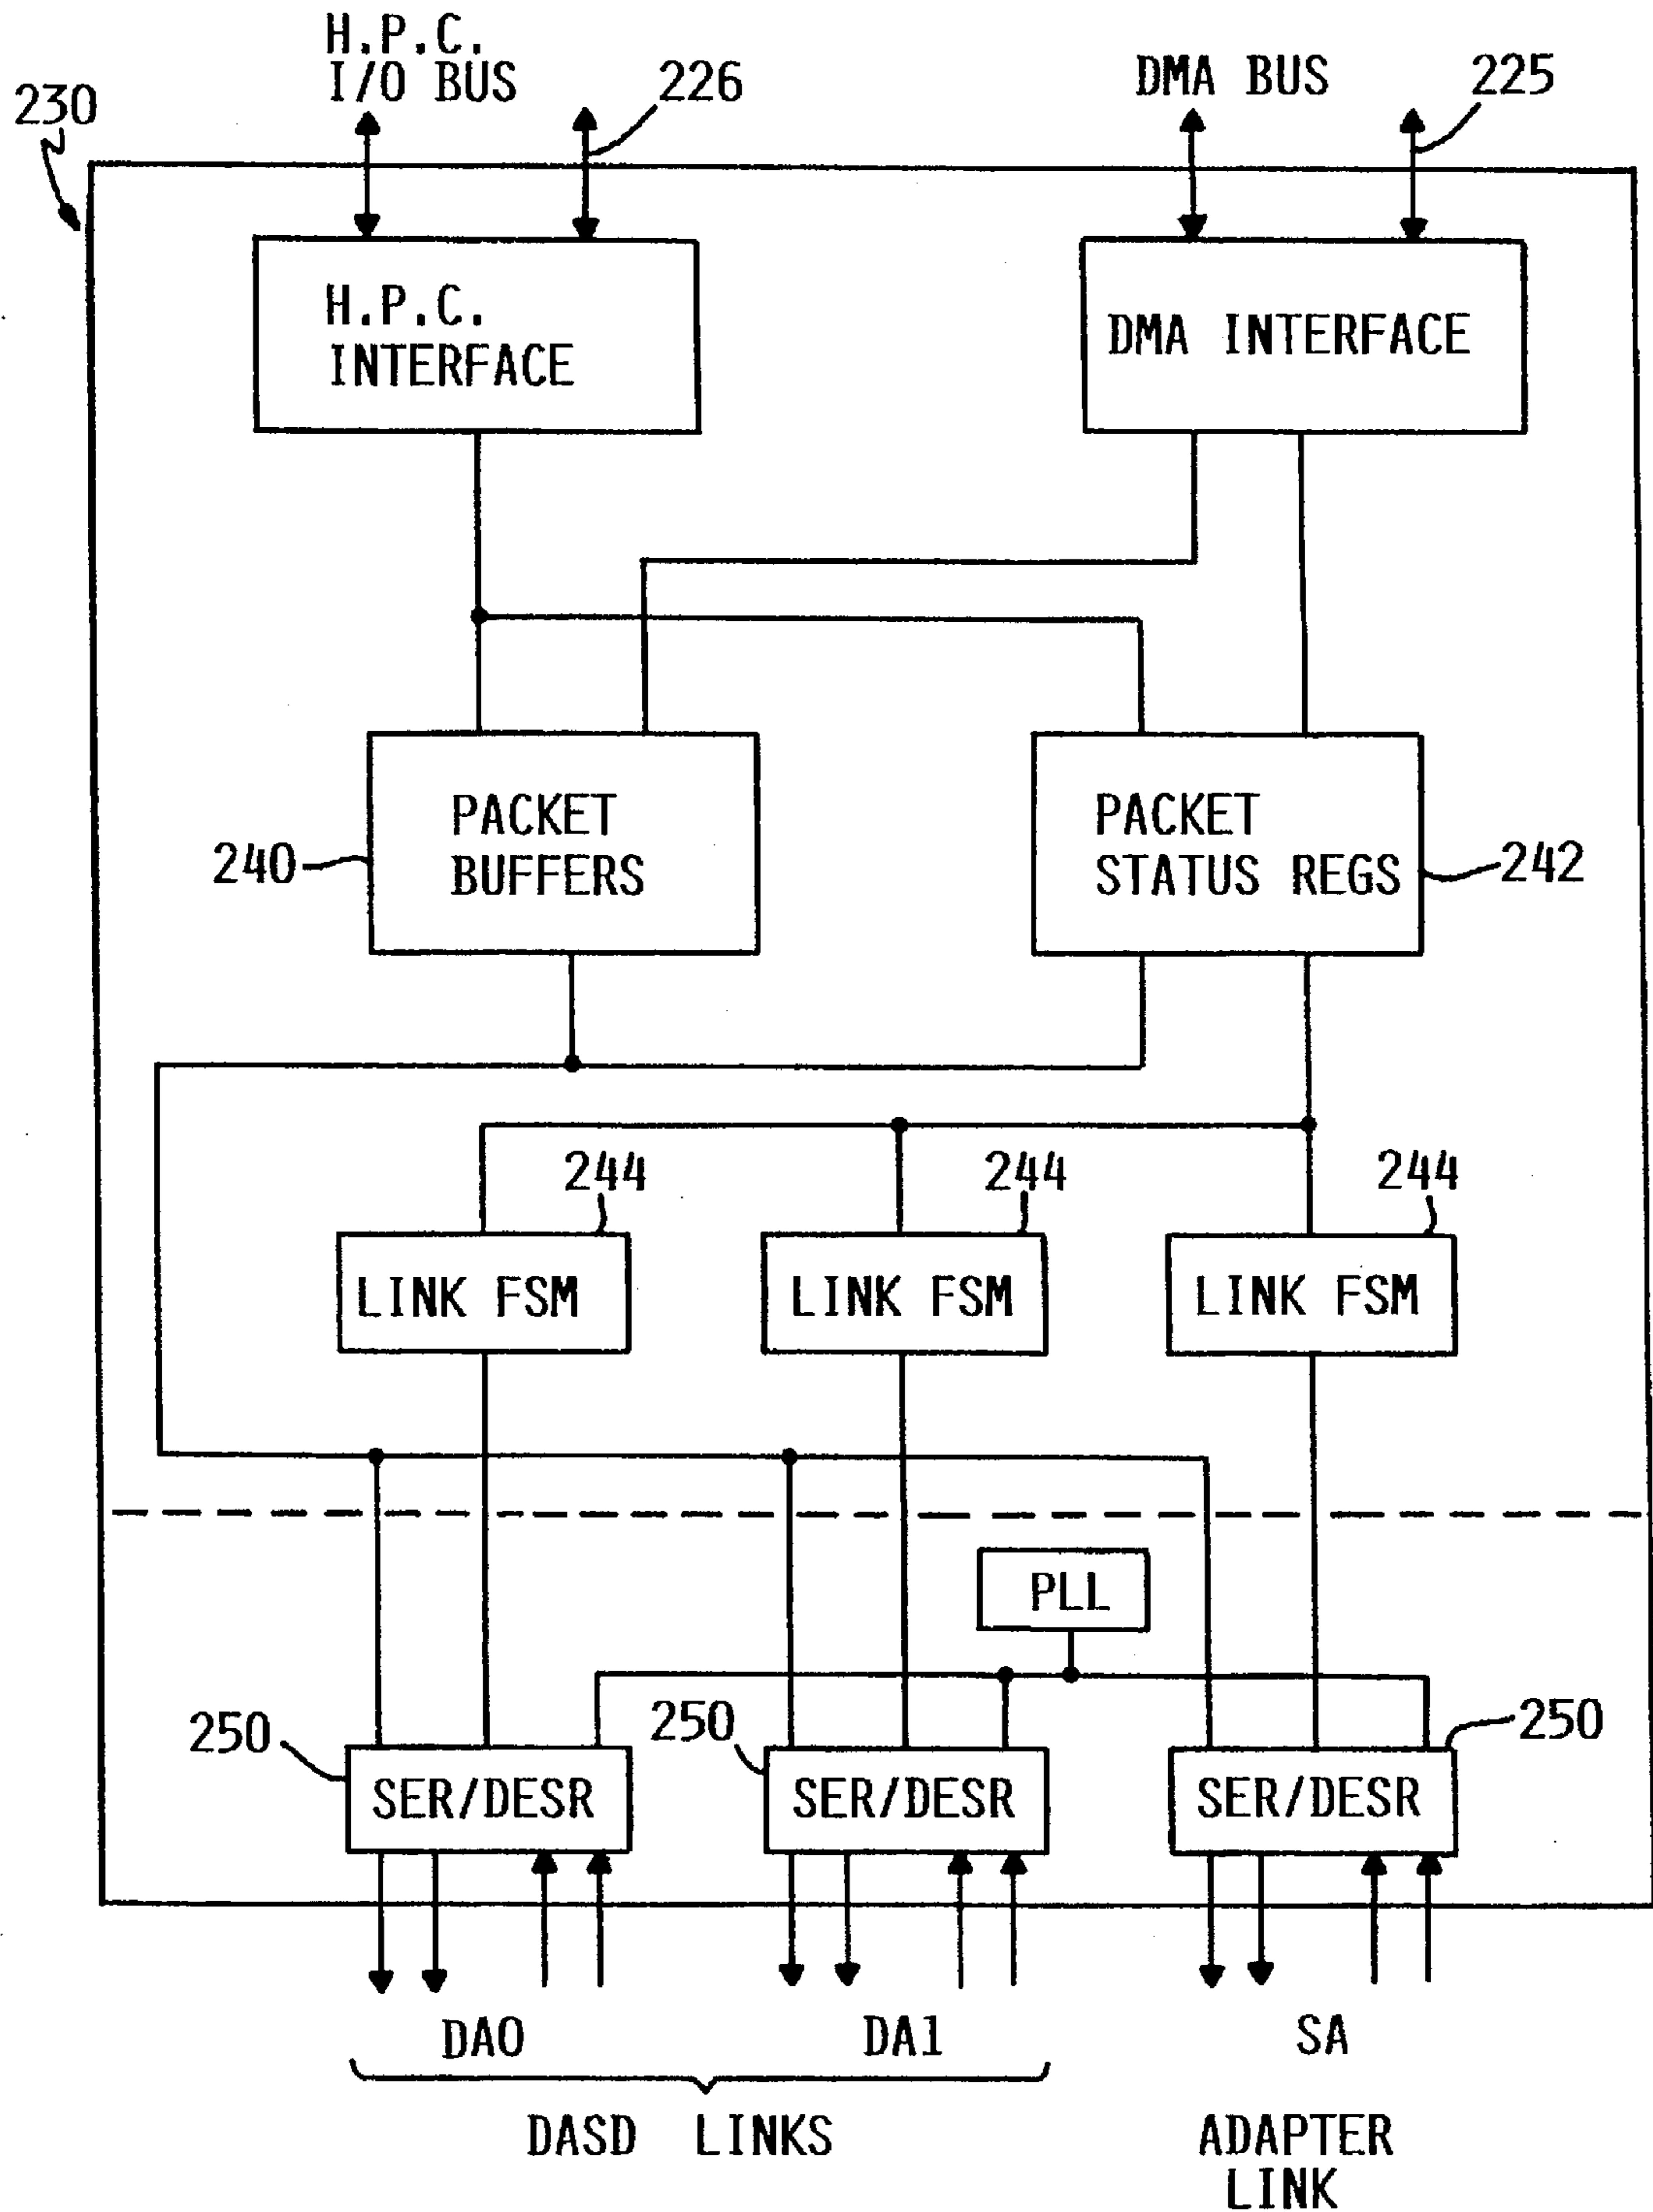 H.P.C.
I/O BUS
226
DMA BUS
225
230
H.P.C.
INTERFACE
DMA INTERFACE
PACKET
BUFFERS
240
PACKET
STATUS REGS
242
244
244
244
LINK FSM
LINK FSM
LINK FSM
PLL
250
250
250
SER/DESR
SER/DESR
SER/DESR
DA0
DA1
SA
DASD LINKS
ADAPTER
LINK